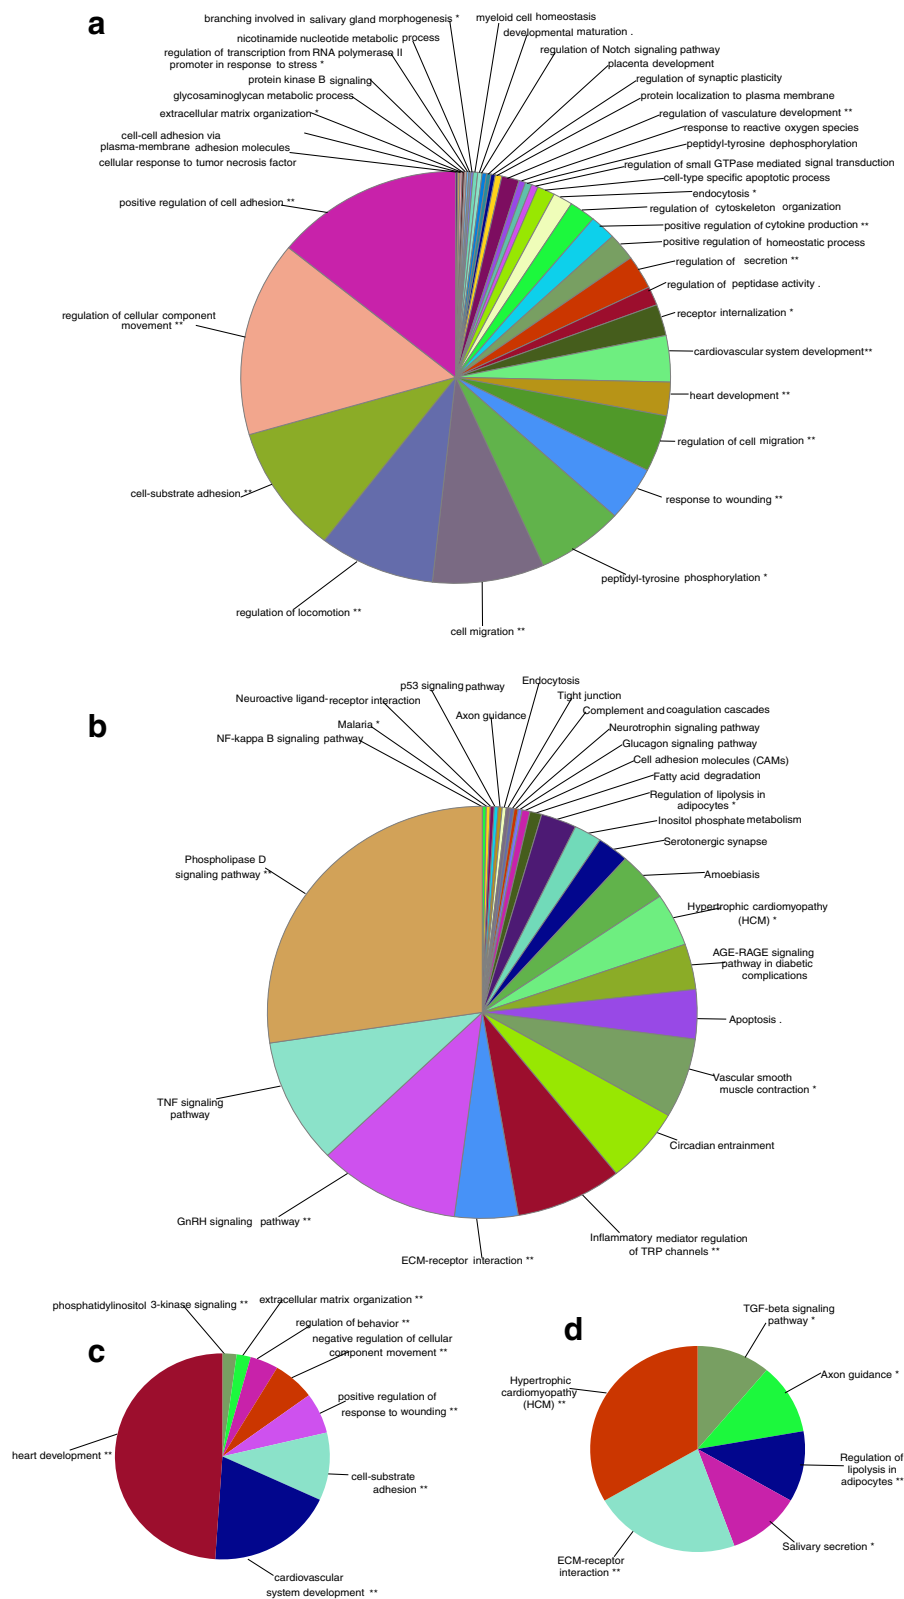 a
branching involved in salivary gland morphogenesis *
nicotinamide nucleotide metabolic process
regulation of transcription from RNA polymerase II
promoter in response to stress *
protein kinase B signaling
glycosaminoglycan metabolic process
extracellular matrix organization *
cell-cell adhesion via
plasma-membrane adhesion molecules
cellular response to tumor necrosis factor
positive regulation of cell adhesion **
regulation of cellular component
movement **
cell-substrate adhesion **
regulation of locomotion **
cell migration **
myeloid cell homeostasis
developmental maturation .
regulation of Notch signaling pathway
placenta development
regulation of synaptic plasticity
protein localization to plasma membrane
regulation of vasculature development **
response to reactive oxygen species
peptidyl-tyrosine dephosphorylation
regulation of small GTPase mediated signal transduction
cell-type specific apoptotic process
endocytosis *
regulation of cytoskeleton organization
positive regulation of cytokine production **
positive regulation of homeostatic process
regulation of secretion **
regulation of peptidase activity .
receptor internalization *
cardiovascular system development**
heart development **
regulation of cell migration **
response to wounding **
peptidyl-tyrosine phosphorylation *
b
p53 signaling pathway
Neuroactive ligand-receptor interaction
Axon guidance
Malaria *
NF-kappa B signaling pathway
Phospholipase D
signaling pathway **
TNF signaling
pathway
GnRH signaling pathway **
ECM-receptor interaction **
Endocytosis
Tight junction
Complement and coagulation cascades
Neurotrophin signaling pathway
Glucagon signaling pathway
Cell adhesion molecules (CAMs)
Fatty acid degradation
Regulation of lipolysis in
adipocytes *
Inositol phosphate metabolism
Serotonergic synapse
Amoebiasis
Hypertrophic cardiomyopathy
(HCM) *
AGE-RAGE signaling
pathway in diabetic
complications
Apoptosis .
Vascular smooth
muscle contraction *
Circadian entrainment
Inflammatory mediator regulation
of TRP channels **
c
phosphatidylinositol 3-kinase signaling **
extracellular matrix organization **
regulation of behavior **
negative regulation of cellular
component movement **
positive regulation of
response to wounding **
cell-substrate
adhesion **
cardiovascular
system development **
heart development **
d
TGF-beta signaling
pathway *
Axon guidance *
Regulation of
lipolysis in
adipocytes **
Salivary secretion *
ECM-receptor
interaction **
Hypertrophic
cardiomyopathy
(HCM) **